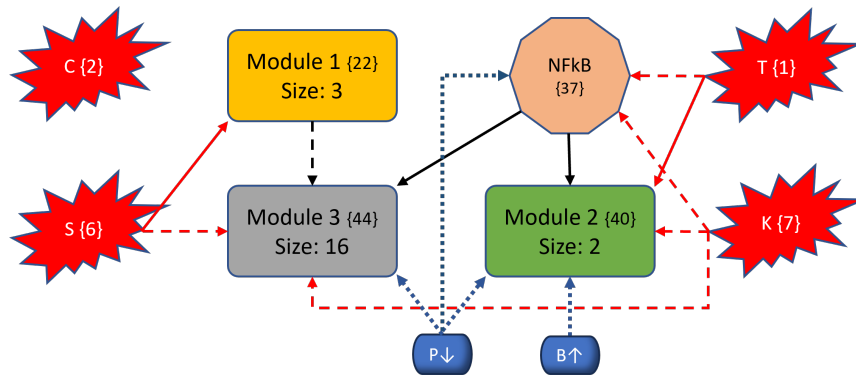 C {2}
Module 1 {22}
Size: 3
NFkB
{37}
T {1}
S {6}
Module 3 {44}
Size: 16
Module 2 {40}
Size: 2
K {7}
P↓
B↑